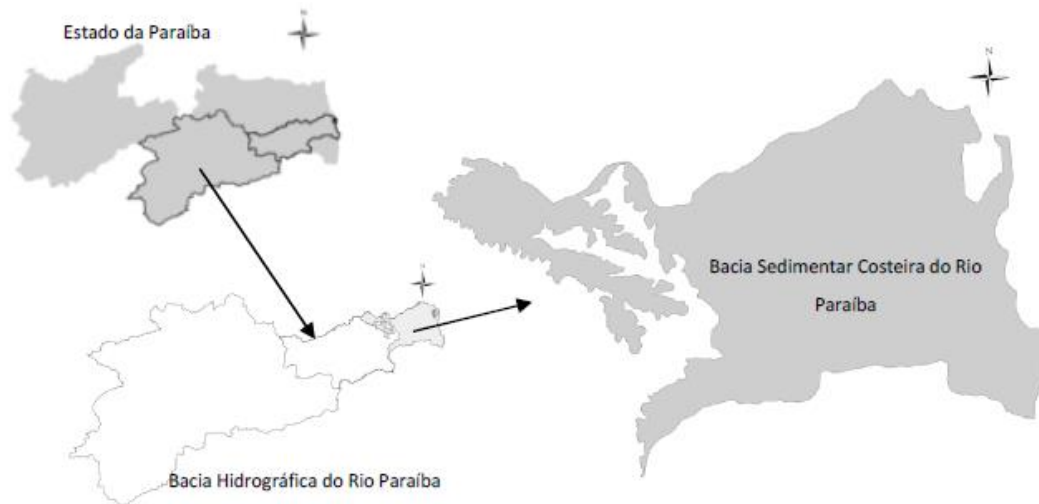 Estado da Paraíba
N
N
Bacia Sedimentar Costeira do Rio
Paraíba
Bacia Hidrográfica do Rio Paraíba